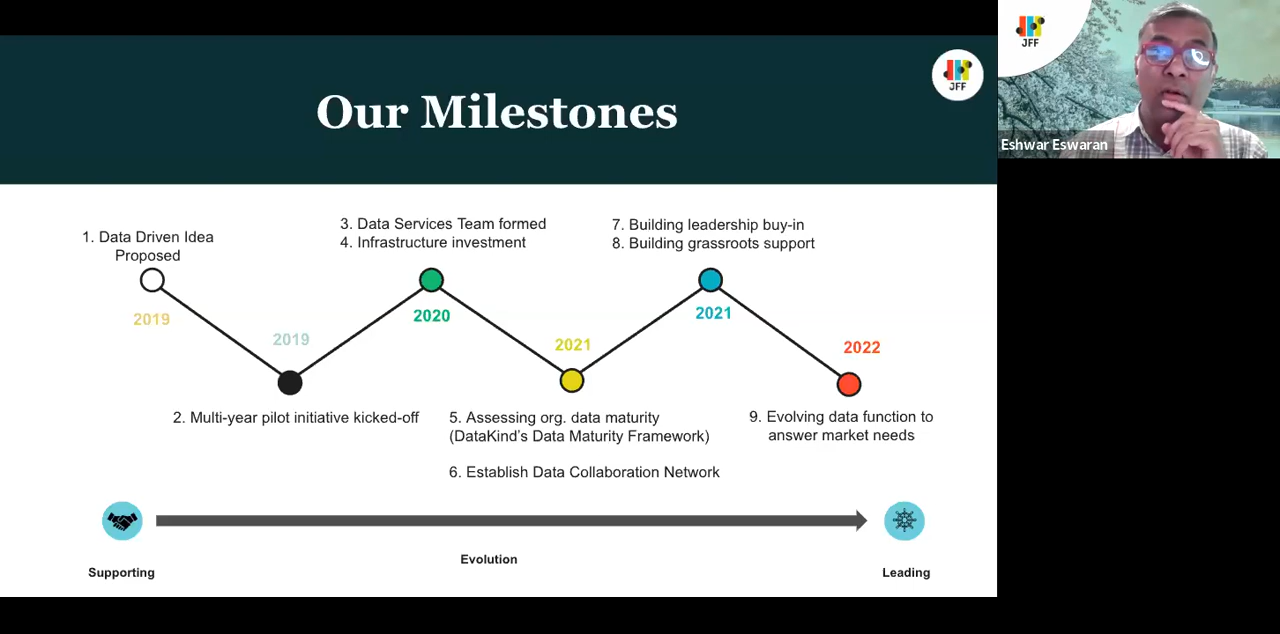 Our Milestones
JFF
JFF
Eshwar Eswaran
1. Data Driven Idea
Proposed
2019
2019
2. Multi-year pilot initiative kicked-off
3. Data Services Team formed
4. Infrastructure investment
2020
2021
5. Assessing org. data maturity
(DataKind's Data Maturity Framework)
6. Establish Data Collaboration Network
7. Building leadership buy-in
8. Building grassroots support
2021
2022
9. Evolving data function to
answer market needs
Supporting
Evolution
Leading